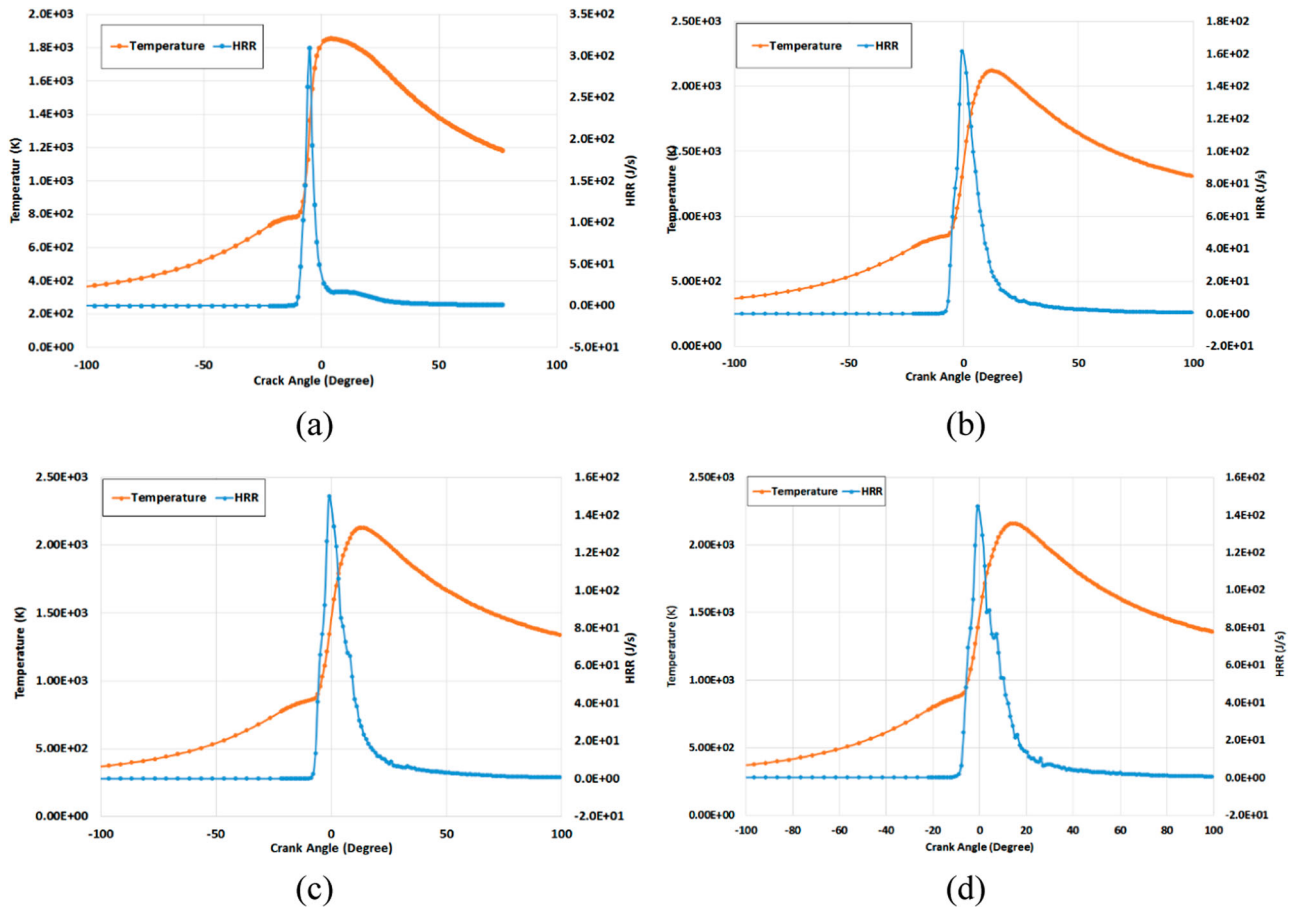 2.0E+03
1.8E+03
1.6E+03
1.4E+03
1.2E+03
1.0E+03
8.0E+02
6.0E+02
4.0E+02
2.0E+02
0.0E+00
Temperatur (K)
Temperature HRR
3.5E+02
3.0E+02
2.5E+02
2.0E+02
1.5E+02
1.0E+02
5.0E+01
0.0E+00
-5.0E+01
HRR (J/s)
-100 -50 0 50 100
Crack Angle (Degree)
(a)
2.50E+03
2.00E+03
1.50E+03
1.00E+03
5.00E+02
0.00E+00
Temperature (K)
Temperature HRR
1.8E+02
1.6E+02
1.4E+02
1.2E+02
1.0E+02
8.0E+01
6.0E+01
4.0E+01
2.0E+01
0.0E+00
-2.0E+01
HRR (J/s)
-100 -50 0 50 100
Crank Angle (Degree)
(b)
2.50E+03
2.00E+03
1.50E+03
1.00E+03
5.00E+02
0.00E+00
Temperature (K)
Temperature HRR
1.6E+02
1.4E+02
1.2E+02
1.0E+02
8.0E+01
6.0E+01
4.0E+01
2.0E+01
0.0E+00
-2.0E+01
HRR (J/s)
-100 -50 0 50 100
Crank Angle (Degree)
(c)
2.50E+03
2.00E+03
1.50E+03
1.00E+03
5.00E+02
0.00E+00
Temperature (K)
Temperature HRR
1.6E+02
1.4E+02
1.2E+02
1.0E+02
8.0E+01
6.0E+01
4.0E+01
2.0E+01
0.0E+00
-2.0E+01
HRR (J/s)
-100 -80 -60 -40 -20 0 20 40 60 80 100
Crank Angle (Degree)
(d)